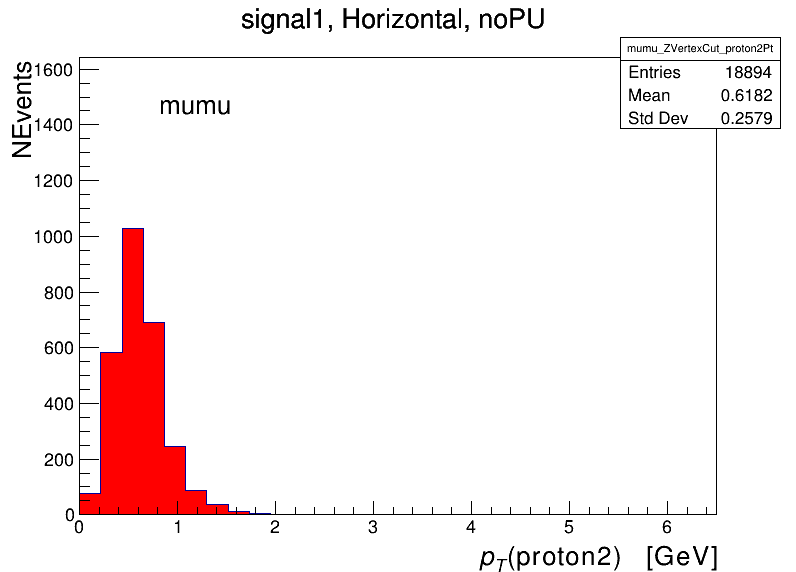 signal1, Horizontal, noPU
mumu_ZVertexCut_proton2Pt
Entries 18894
Mean 0.6182
Std Dev 0.2579
NEvents
mumu
1600
1400
1200
1000
800
600
400
200
0
0 1 2 3 4 5 6
p_T(proton2) [GeV]